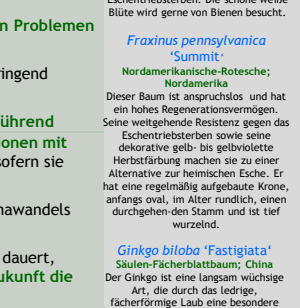 n Problemen
ingend
ührend
ionen mit
ofern sie
nawandels
dauert,
ukunft die
Eschentriebsterben. Die schöne weiße
Blüte wird gerne von Bienen besucht.
Fraxinus pennsylvanica
‘Summit‘
Nordamerikanische-Rotesche;
Nordamerika
Dieser Baum ist anspruchslos und hat
ein hohes Regenerationsvermögen.
Seine weitgehende Resistenz gegen das
Eschentriebsterben sowie seine
dekorative gelb- bis gelbviolette
Herbstfärbung machen sie zu einer
Alternative zur heimischen Esche. Er
hat eine regelmäßig aufgebaute Krone,
anfangs oval, im Alter rundlich, einen
durchgehen-den Stamm und ist tief
wurzelnd.
Ginkgo biloba ‘Fastigiata‘
Säulen-Fächerblattbaum; China
Der Ginkgo ist eine langsam wüchsige
Art, die durch das ledrige,
fächerförmige Laub eine besondere